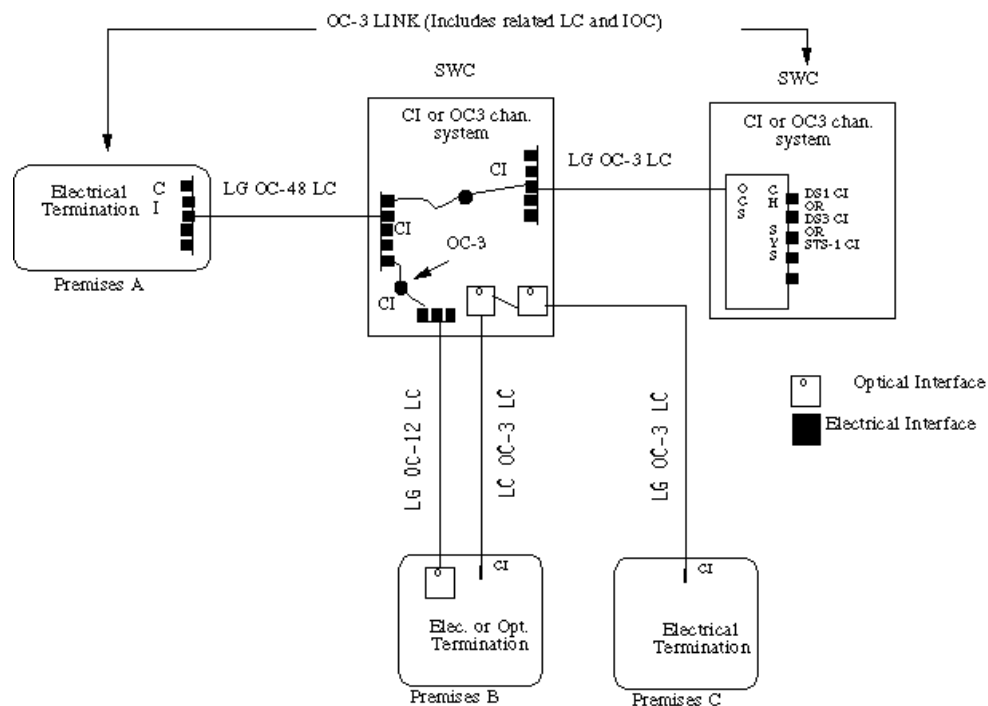 OC-3 LINK (Includes related LC and IOC)
SWC
SWC
CI or OC3 chan.
system
CI or OC3 chan.
system
CI
LG OC-3 LC
Electrical
Termination
C
I
LG OC-48 LC
CI
OC-3
CI
O
C
S
C
H
S
Y
S
DS1 CI
OR
DS3 CI
OR
STS-1 CI
Premises A
Optical Interface
Electrical Interface
LG OC-12 LC
LC OC-3 LC
LG OC-3 LC
CI
Elec. or Opt.
Termination
Premises B
CI
Electrical
Termination
Premises C